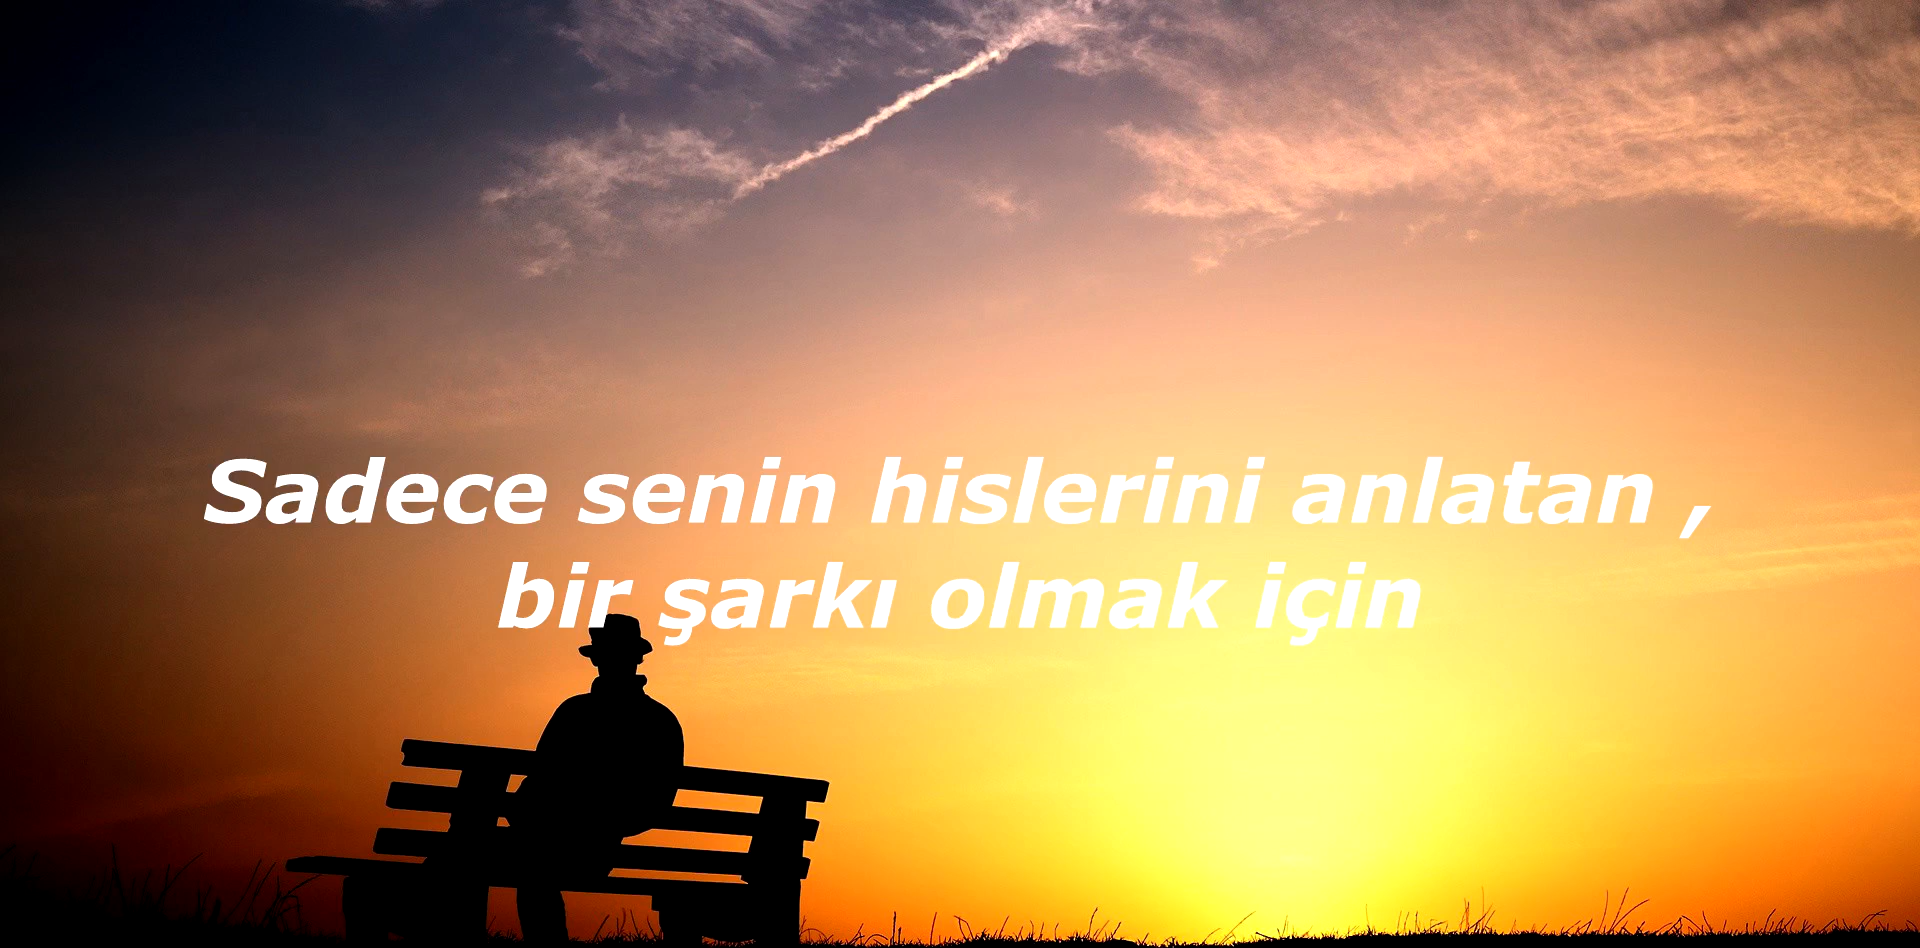 Sadece senin hislerini anlatan ,
bir şarkı olmak için